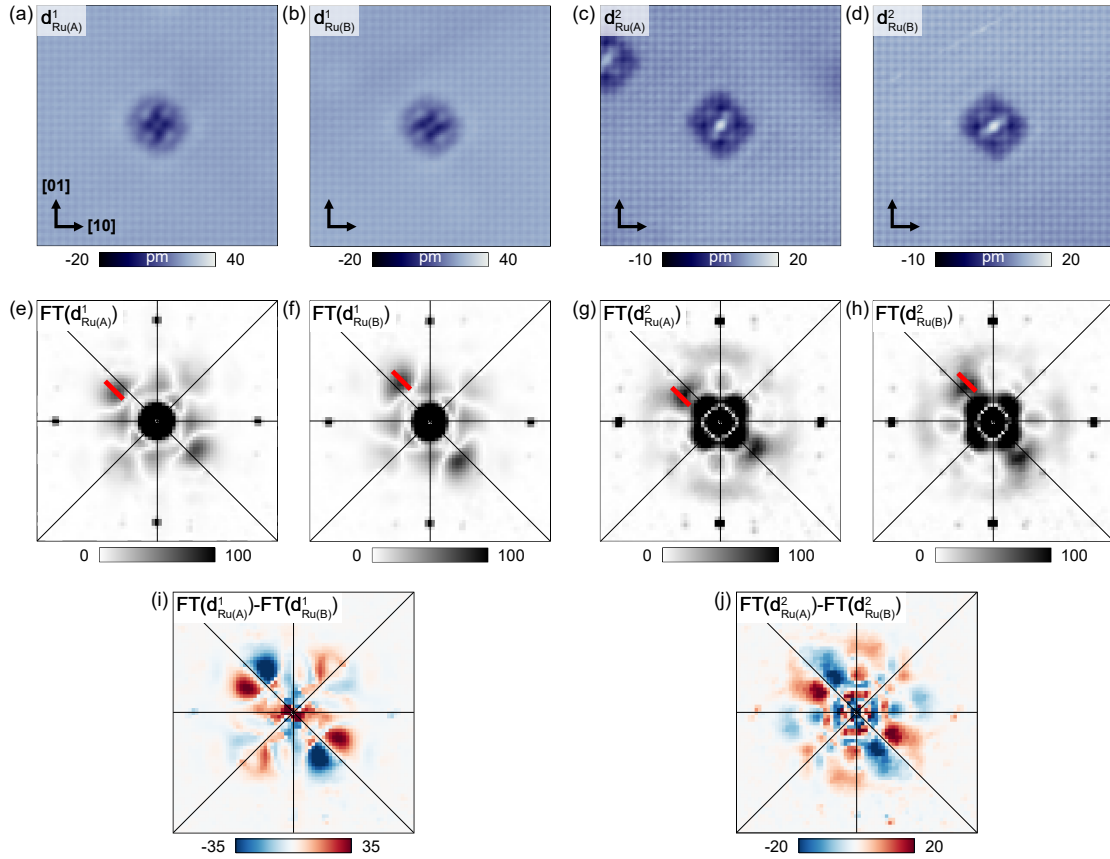 (a) d¹Ru(A)
(b) d¹Ru(B)
(c) d²Ru(A)
(d) d²Ru(B)
[01]
[10]
-20 pm 40
-20 pm 40
-10 pm 20
-10 pm 20
(e) FT(d¹Ru(A))
(f) FT(d¹Ru(B))
(g) FT(d²Ru(A))
(h) FT(d²Ru(B))
0 100
0 100
0 100
0 100
(i) FT(d¹Ru(A))-FT(d¹Ru(B))
(j) FT(d²Ru(A))-FT(d²Ru(B))
-35 35
-20 20